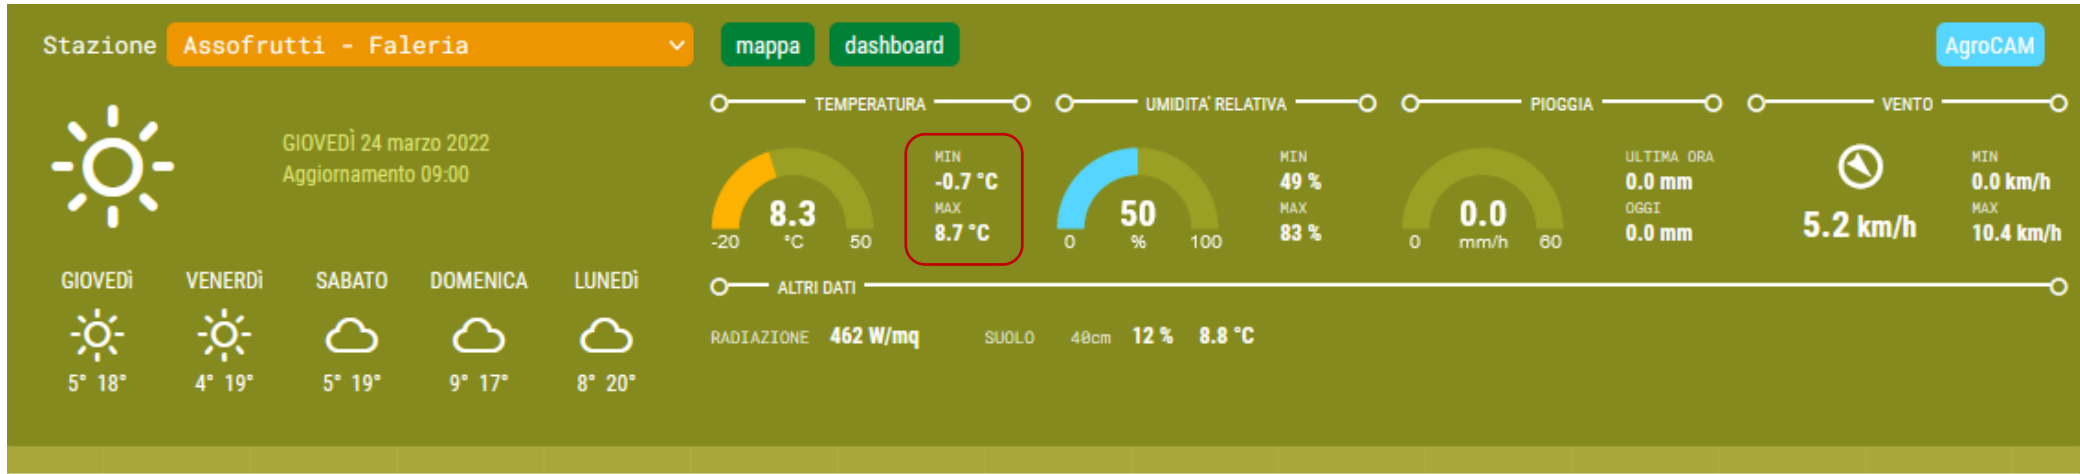 Stazione Assofrutti - Faleria mappa dashboard AgroCAM
GIOVEDÌ 24 marzo 2022
Aggiornamento 09:00
GIOVEDì VENERDì SABATO DOMENICA LUNEDì
5° 18° 4° 19° 5° 19° 9° 17° 8° 20°
TEMPERATURA
8.3
°C
-20 50
MIN
-0.7 °C
MAX
8.7 °C
UMIDITA' RELATIVA
50
%
0 100
MIN
49 %
MAX
83 %
PIOGGIA
0.0
mm/h
0 60
ULTIMA ORA
0.0 mm
OGGI
0.0 mm
VENTO
5.2 km/h
MIN
0.0 km/h
MAX
10.4 km/h
ALTRI DATI
RADIAZIONE 462 W/mq SUOLO 40cm 12 % 8.8 °C